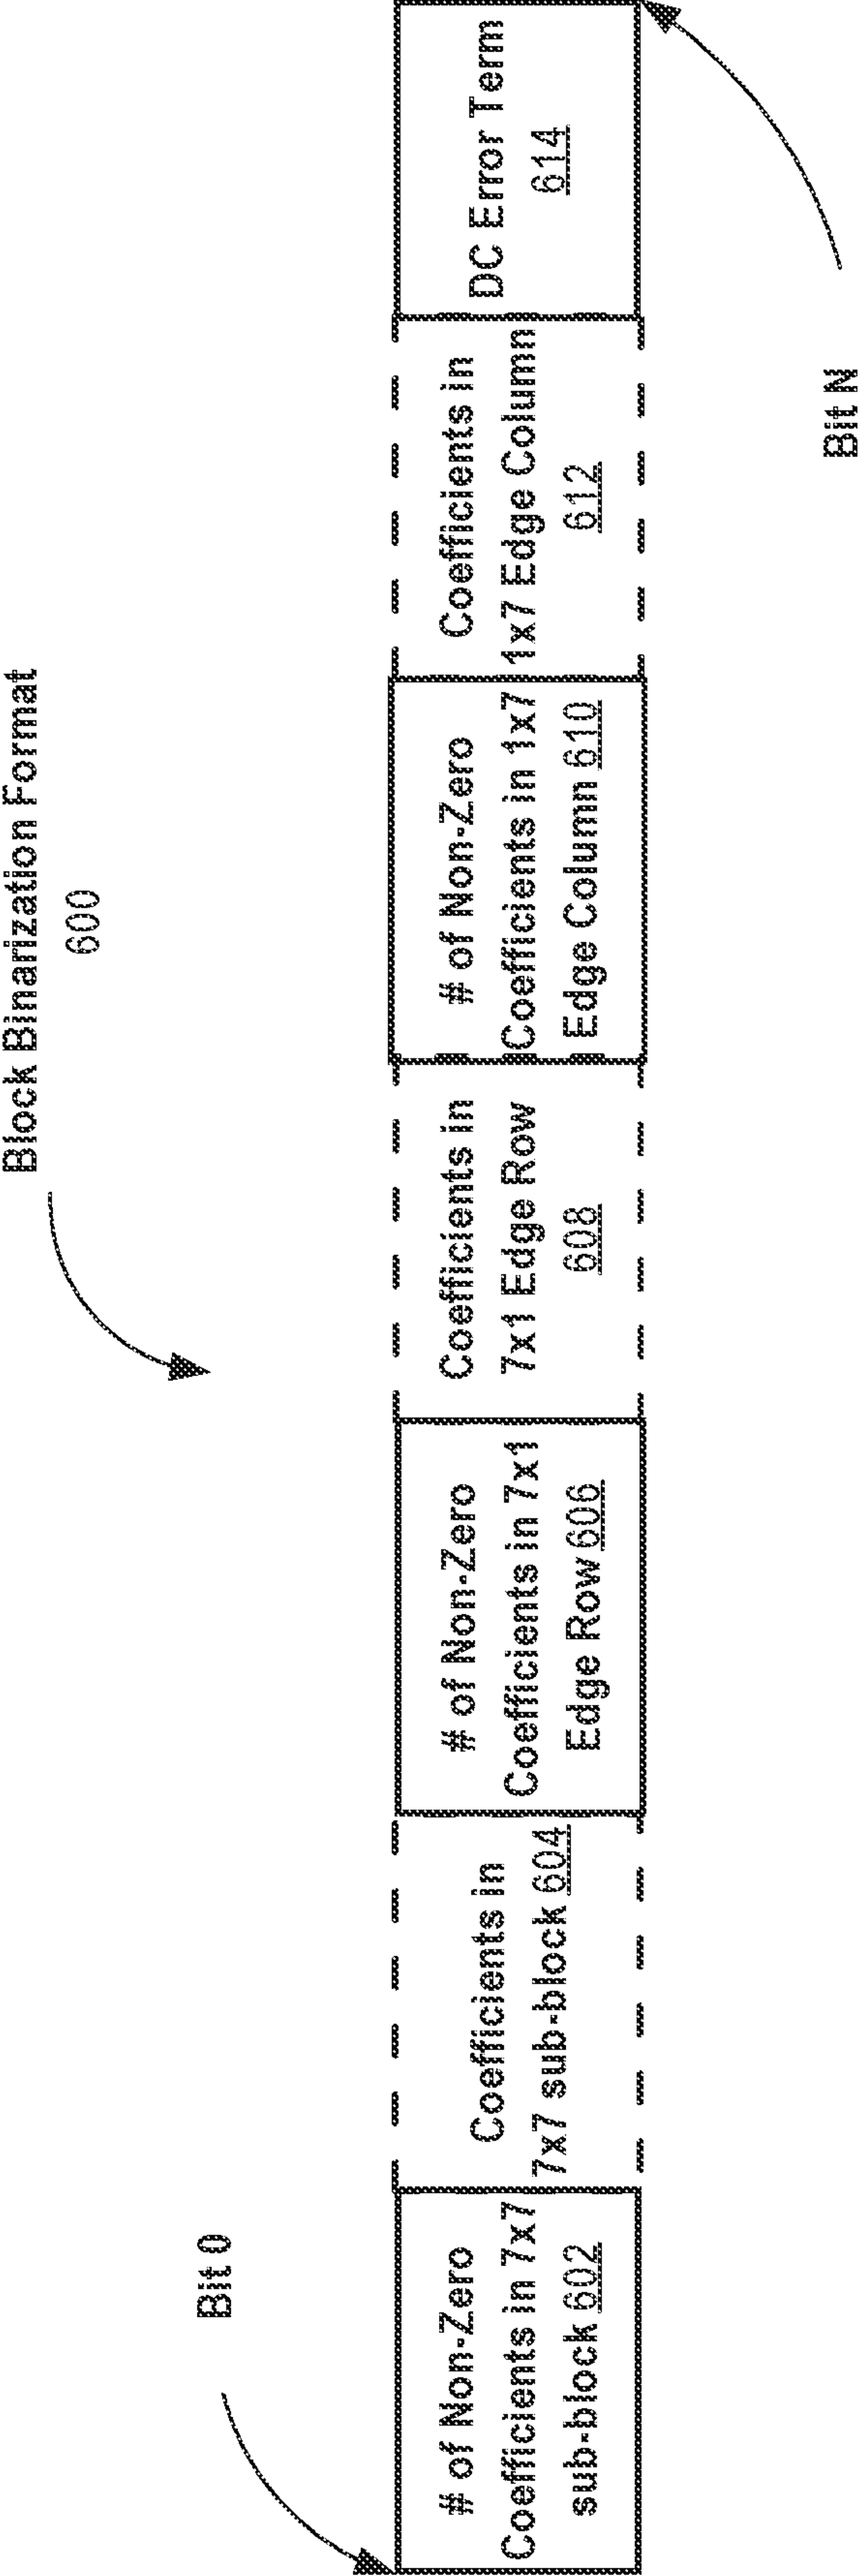 Block Binarization Format
600
Bit 0
# of Non-Zero
Coefficients in 7x7
sub-block 602
Coefficients in
7x7 sub-block 604
# of Non-Zero
Coefficients in 7x1
Edge Row 606
Coefficients in
7x1 Edge Row
608
# of Non-Zero
Coefficients in 1x7
Edge Column 610
Coefficients in
1x7 Edge Column
612
DC Error Term
614
Bit N